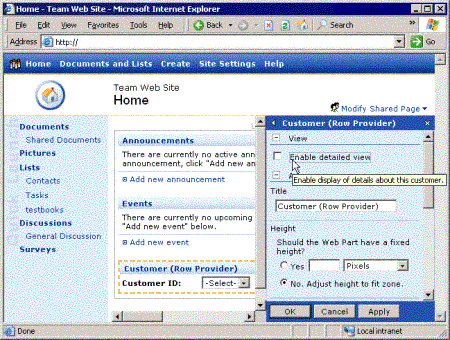 Home - Team Web Site - Microsoft Internet Explorer
File Edit View Favorites Tools Help Back Search
Address http:// Go
Home Documents and Lists Create Site Settings Help
Team Web Site
Home
Modify Shared Page
Documents
Shared Documents
Pictures
Lists
Contacts
Tasks
testbooks
Discussions
General Discussion
Surveys
Announcements
There are currently no active ann
announcement, click "Add new an
Add new announcement
Events
There are currently no upcoming
"Add new event" below.
Add new event
Customer (Row Provider)
Customer ID: -Select-
Customer (Row Provider)
View
Enable detailed view
Enable display of details about this customer.
Title
Customer (Row Provider)
Height
Should the Web Part have a fixed
height?
Yes Pixels
No. Adjust height to fit zone.
OK Cancel Apply
Done Local intranet